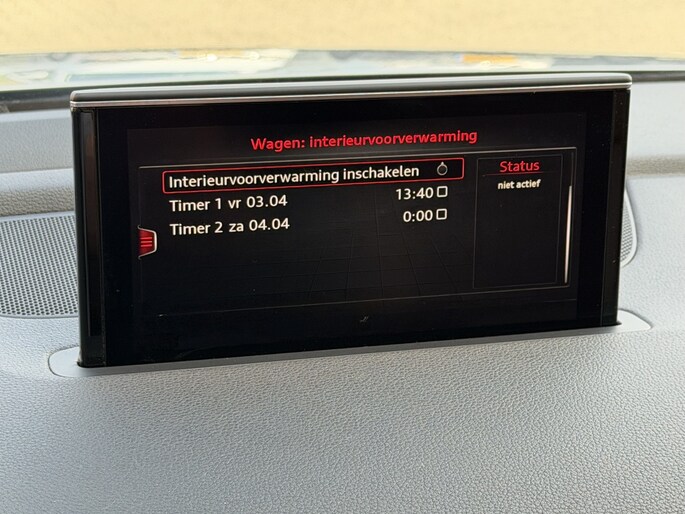 Wagen: interieurvoorverwarming
Interieurvoorverwarming inschakelen
Timer 1 vr 03.04 13:40
Timer 2 za 04.04 0:00
Status
niet actief